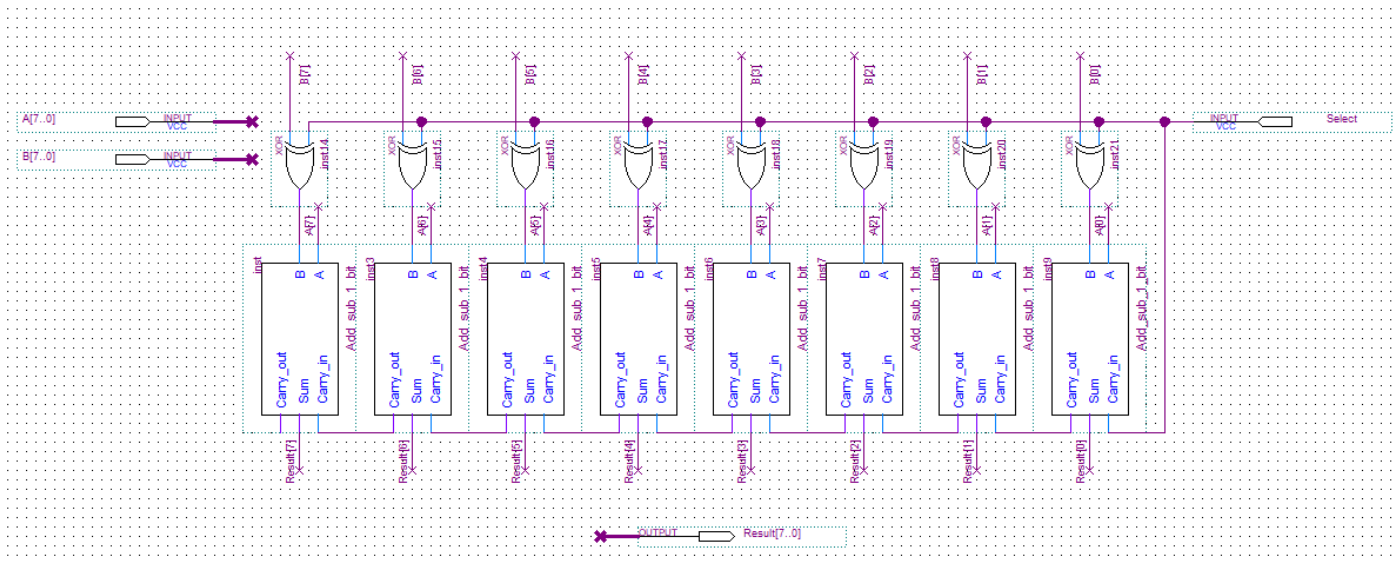 B[7] B[6] B[5] B[4] B[3] B[2] B[1] B[0]
A[7..0] INPUT VCC
INPUT VCC Select
B[7..0] INPUT VCC
XOR inst14 XOR inst15 XOR inst16 XOR inst17 XOR inst18 XOR inst19 XOR inst20 XOR inst21
A[7] A[6] A[5] A[4] A[3] A[2] A[1] A[0]
inst inst3 inst4 inst5 inst6 inst7 inst8 inst9
B A B A B A B A B A B A B A B A
Add_sub_1_bit Add_sub_1_bit Add_sub_1_bit Add_sub_1_bit Add_sub_1_bit Add_sub_1_bit Add_sub_1_bit Add_sub_1_bit
Carry_out Sum Carry_in Carry_out Sum Carry_in Carry_out Sum Carry_in Carry_out Sum Carry_in Carry_out Sum Carry_in Carry_out Sum Carry_in Carry_out Sum Carry_in Carry_out Sum Carry_in
Result[7] Result[6] Result[5] Result[4] Result[3] Result[2] Result[1] Result[0]
OUTPUT Result[7..0]